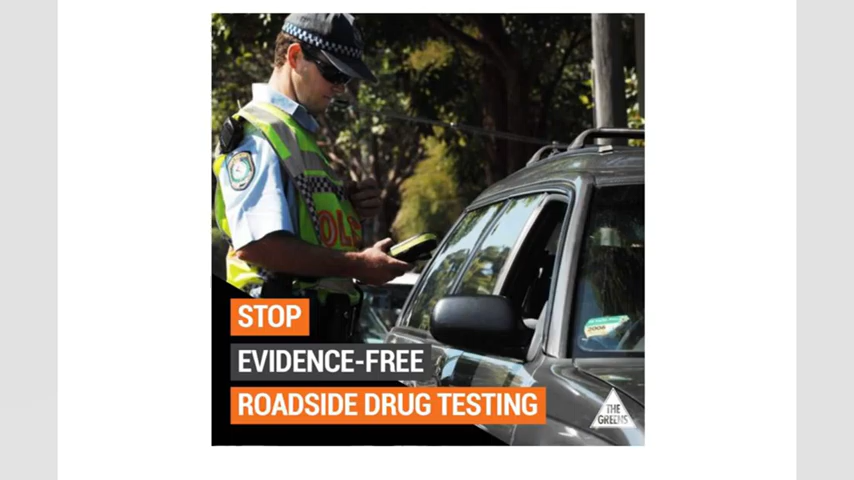 STOP
EVIDENCE-FREE
ROADSIDE DRUG TESTING
THE
GREENS